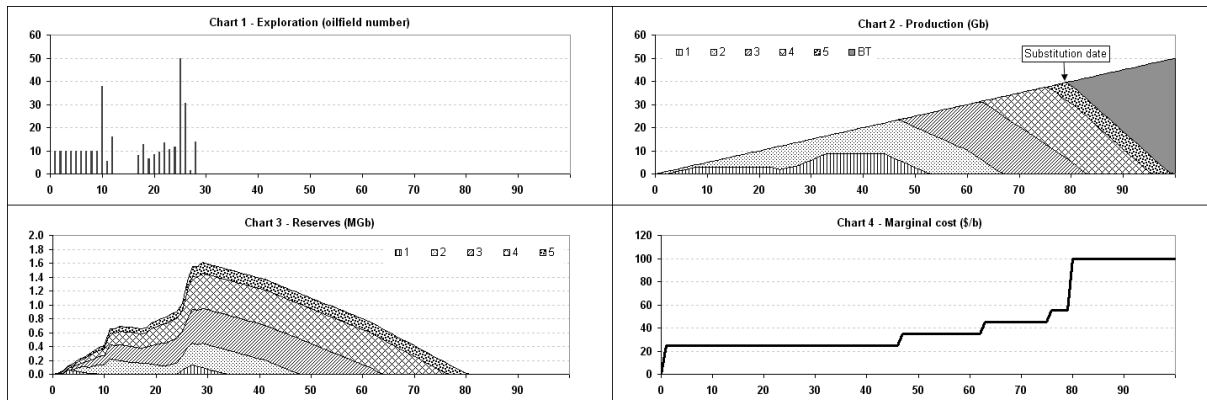 Chart 1 - Exploration (oilfield number)
60
50
40
30
20
10
0
0 10 20 30 40 50 60 70 80 90
Chart 2 - Production (Gb)
60
50
40
30
20
10
0
1 2 3 4 5 BT
Substitution date
0 10 20 30 40 50 60 70 80 90
Chart 3 - Reserves (MGb)
2.0
1.8
1.6
1.4
1.2
1.0
0.8
0.6
0.4
0.2
0.0
1 2 3 4 5
0 10 20 30 40 50 60 70 80 90
Chart 4 - Marginal cost ($/b)
120
100
80
60
40
20
0
0 10 20 30 40 50 60 70 80 90